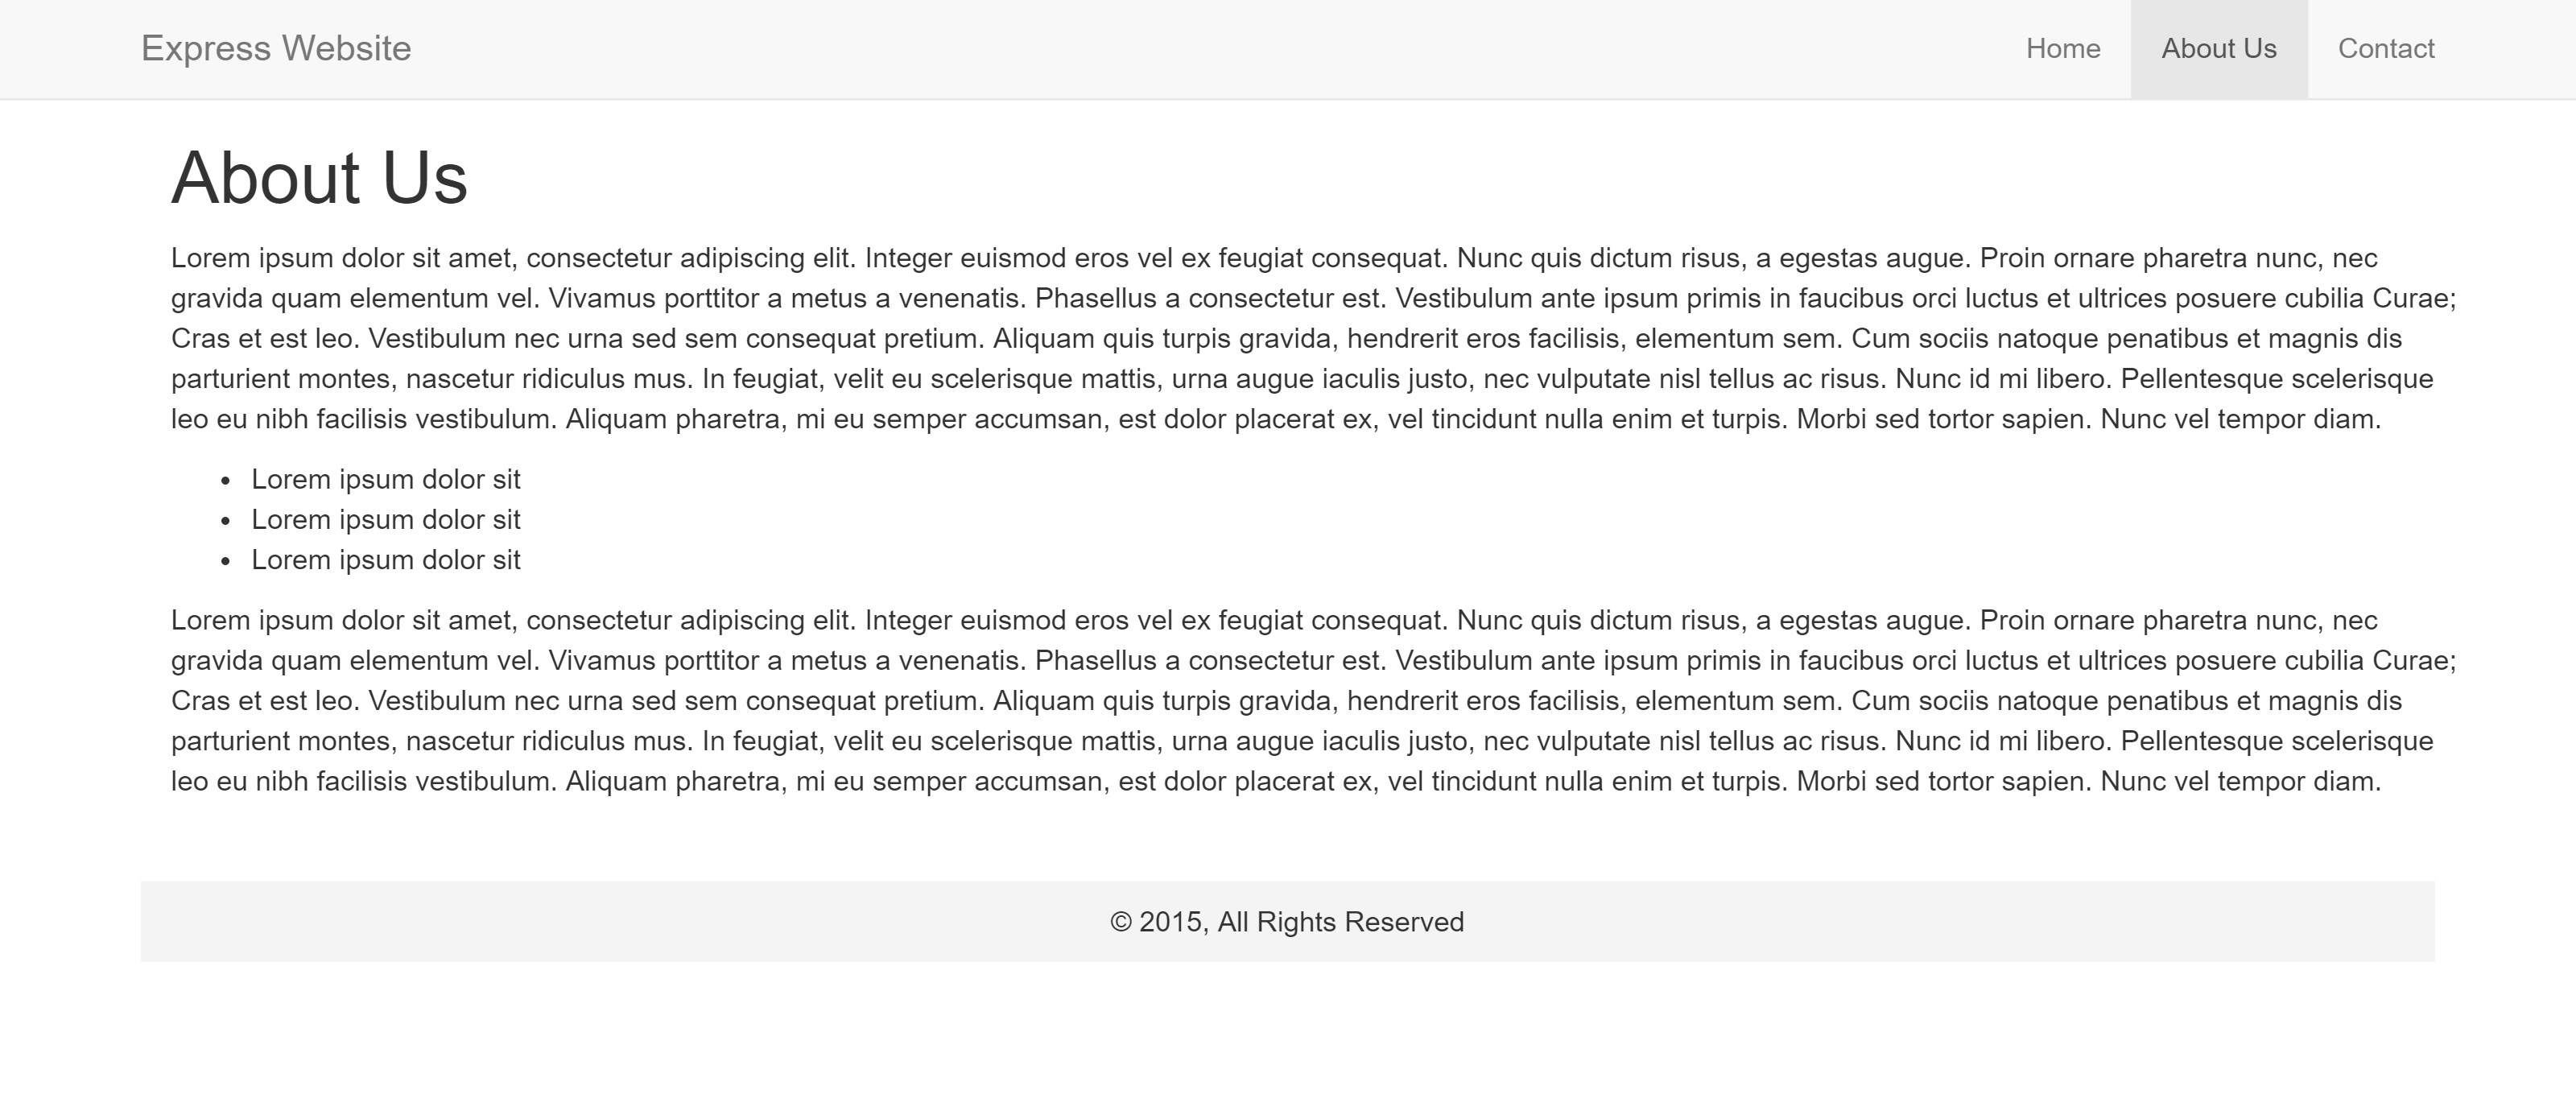 Express Website
Home
About Us
Contact
About Us
Lorem ipsum dolor sit amet, consectetur adipiscing elit. Integer euismod eros vel ex feugiat consequat. Nunc quis dictum risus, a egestas augue. Proin ornare pharetra nunc, nec
gravida quam elementum vel. Vivamus porttitor a metus a venenatis. Phasellus a consectetur est. Vestibulum ante ipsum primis in faucibus orci luctus et ultrices posuere cubilia Curae;
Cras et est leo. Vestibulum nec urna sed sem consequat pretium. Aliquam quis turpis gravida, hendrerit eros facilisis, elementum sem. Cum sociis natoque penatibus et magnis dis
parturient montes, nascetur ridiculus mus. In feugiat, velit eu scelerisque mattis, urna augue iaculis justo, nec vulputate nisl tellus ac risus. Nunc id mi libero. Pellentesque scelerisque
leo eu nibh facilisis vestibulum. Aliquam pharetra, mi eu semper accumsan, est dolor placerat ex, vel tincidunt nulla enim et turpis. Morbi sed tortor sapien. Nunc vel tempor diam.
• Lorem ipsum dolor sit
• Lorem ipsum dolor sit
• Lorem ipsum dolor sit
Lorem ipsum dolor sit amet, consectetur adipiscing elit. Integer euismod eros vel ex feugiat consequat. Nunc quis dictum risus, a egestas augue. Proin ornare pharetra nunc, nec
gravida quam elementum vel. Vivamus porttitor a metus a venenatis. Phasellus a consectetur est. Vestibulum ante ipsum primis in faucibus orci luctus et ultrices posuere cubilia Curae;
Cras et est leo. Vestibulum nec urna sed sem consequat pretium. Aliquam quis turpis gravida, hendrerit eros facilisis, elementum sem. Cum sociis natoque penatibus et magnis dis
parturient montes, nascetur ridiculus mus. In feugiat, velit eu scelerisque mattis, urna augue iaculis justo, nec vulputate nisl tellus ac risus. Nunc id mi libero. Pellentesque scelerisque
leo eu nibh facilisis vestibulum. Aliquam pharetra, mi eu semper accumsan, est dolor placerat ex, vel tincidunt nulla enim et turpis. Morbi sed tortor sapien. Nunc vel tempor diam.
© 2015, All Rights Reserved